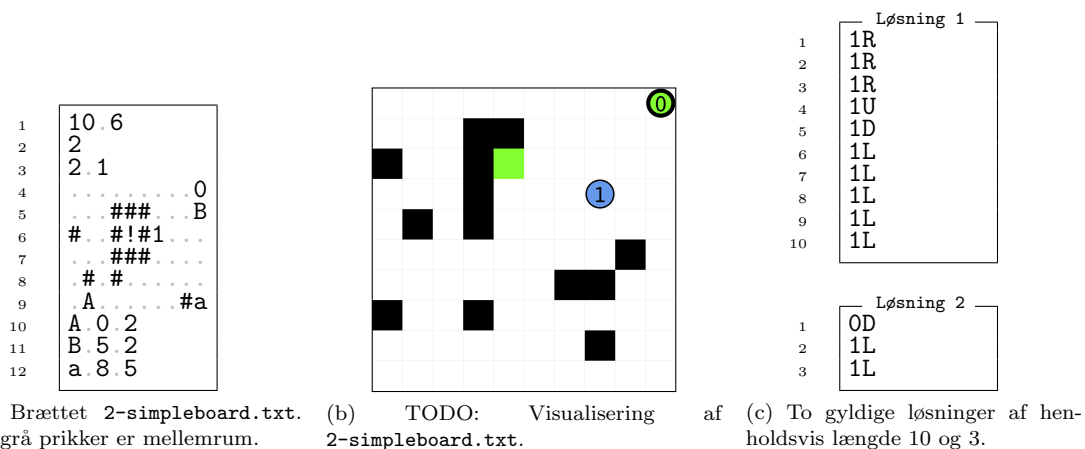 1 10.6
2 2
3 2.1
4 .........0
5 ...###...B
6 #..#!#1...
7 ...###....
8 .#.#......
9 .A......#a
10 A.0.2
11 B.5.2
12 a.8.5
Brættet 2-simpleboard.txt.
grå prikker er mellemrum.
0
1
(b) TODO: Visualisering af
2-simpleboard.txt.
Løsning 1
1 1R
2 1R
3 1R
4 1U
5 1D
6 1L
7 1L
8 1L
9 1L
10 1L
Løsning 2
1 0D
2 1L
3 1L
(c) To gyldige løsninger af hen-
holdsvis længde 10 og 3.